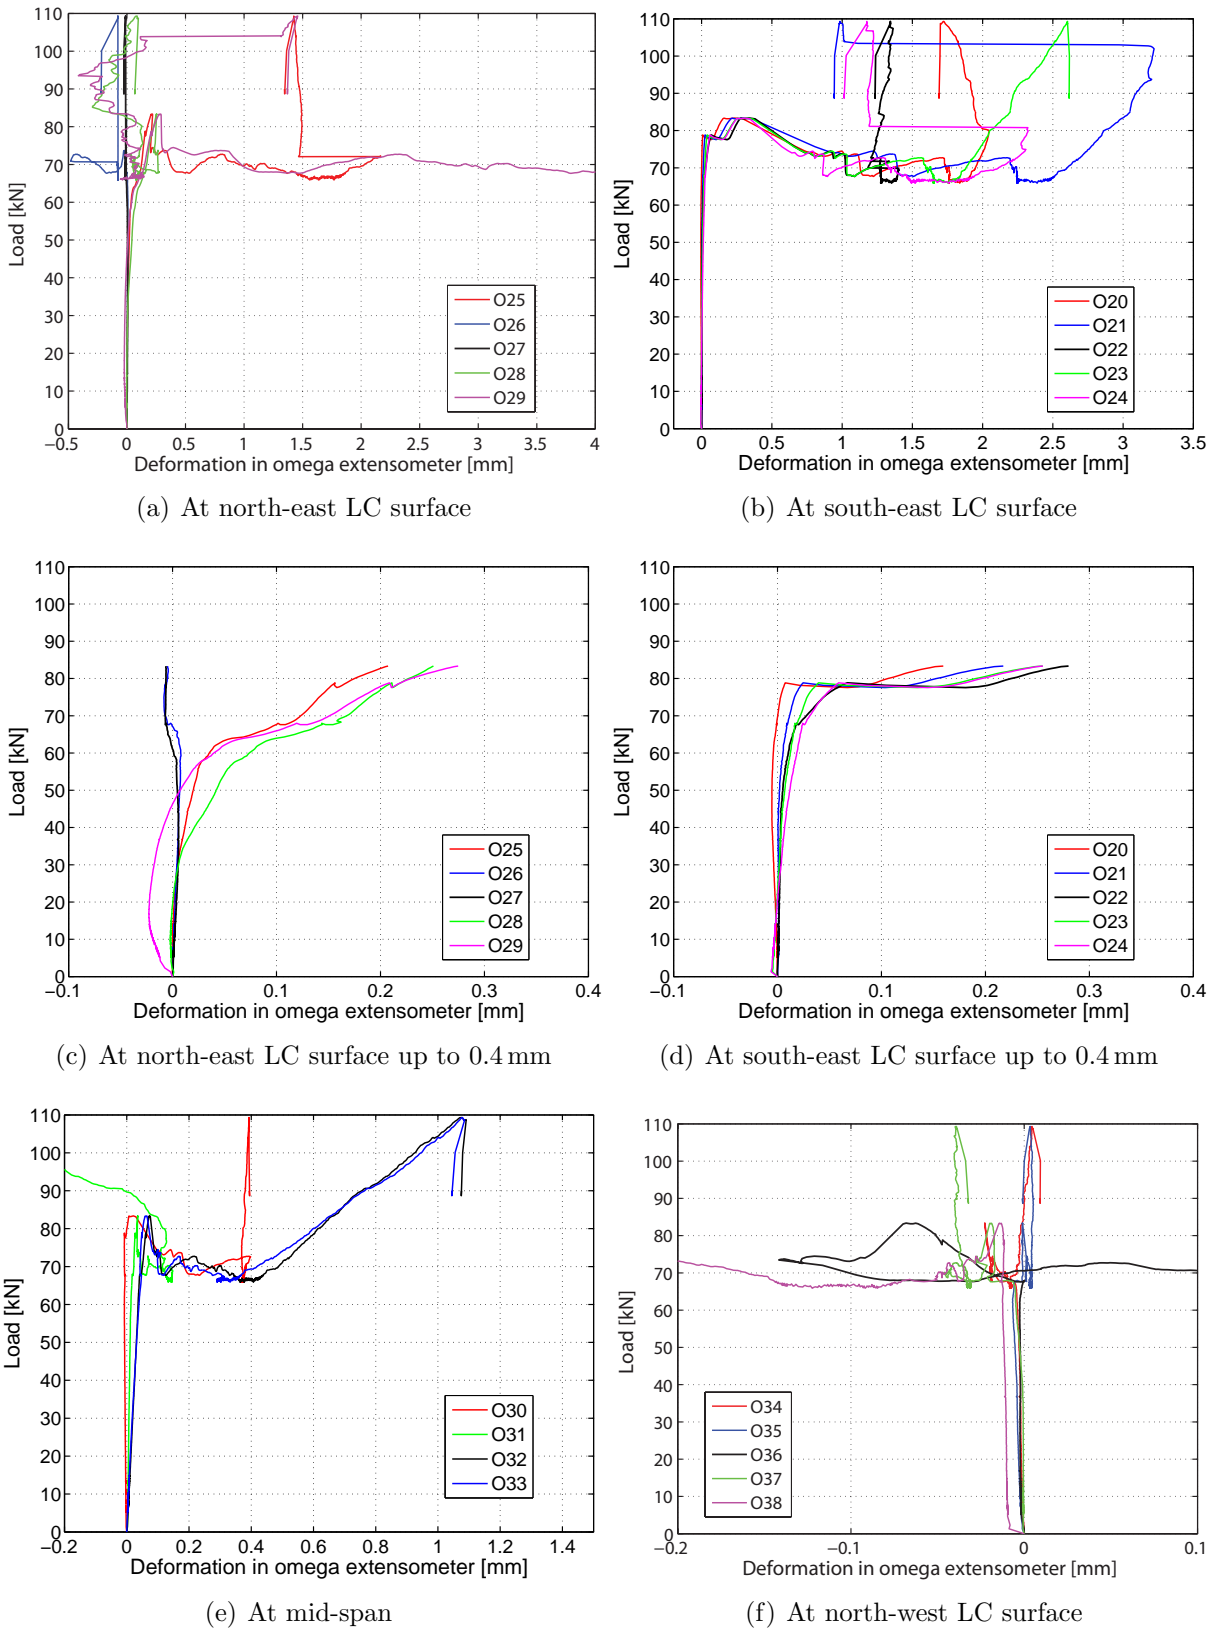 110
100
90
80
70
60
50
40
30
20
10
0
Load [kN]
O25
O26
O27
O28
O29
−0.5 0 0.5 1 1.5 2 2.5 3 3.5 4
Deformation in omega extensometer [mm]
(a) At north-east LC surface
110
100
90
80
70
60
50
40
30
20
10
0
Load [kN]
O20
O21
O22
O23
O24
0 0.5 1 1.5 2 2.5 3 3.5
Deformation in omega extensometer [mm]
(b) At south-east LC surface
110
100
90
80
70
60
50
40
30
20
10
0
Load [kN]
O25
O26
O27
O28
O29
−0.1 0 0.1 0.2 0.3 0.4
Deformation in omega extensometer [mm]
(c) At north-east LC surface up to 0.4 mm
110
100
90
80
70
60
50
40
30
20
10
0
Load [kN]
O20
O21
O22
O23
O24
−0.1 0 0.1 0.2 0.3 0.4
Deformation in omega extensometer [mm]
(d) At south-east LC surface up to 0.4 mm
110
100
90
80
70
60
50
40
30
20
10
0
Load [kN]
O30
O31
O32
O33
−0.2 0 0.2 0.4 0.6 0.8 1 1.2 1.4
Deformation in omega extensometer [mm]
(e) At mid-span
110
100
90
80
70
60
50
40
30
20
10
0
Load [kN]
O34
O35
O36
O37
O38
−0.2 −0.1 0 0.1
Deformation in omega extensometer [mm]
(f) At north-west LC surface